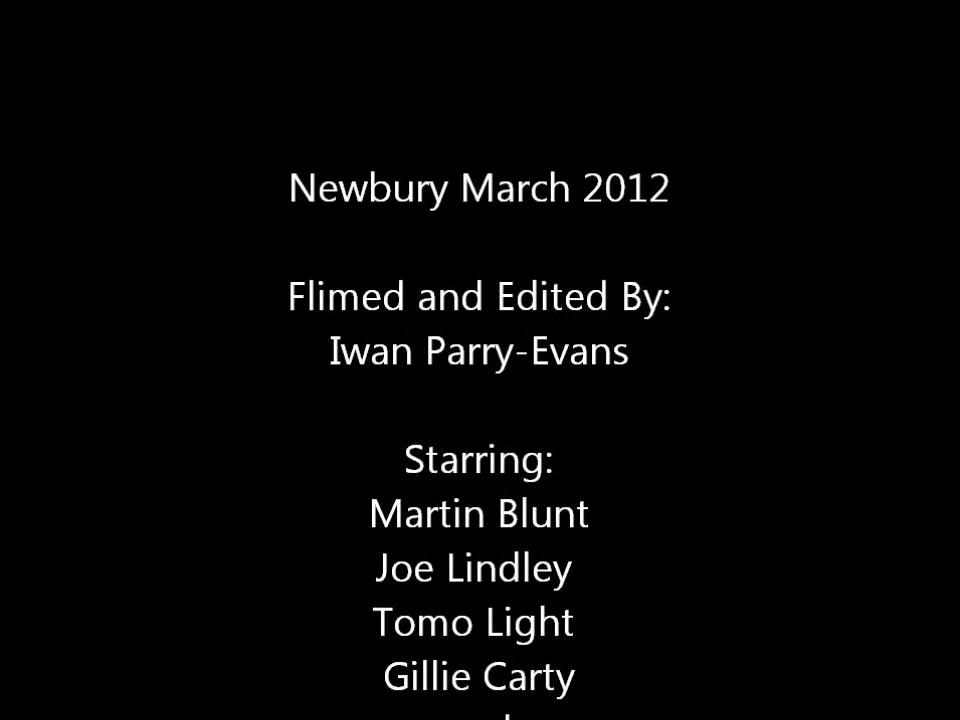 Newbury March 2012
Flimed and Edited By:
Iwan Parry-Evans
Starring:
Martin Blunt
Joe Lindley
Tomo Light
Gillie Carty